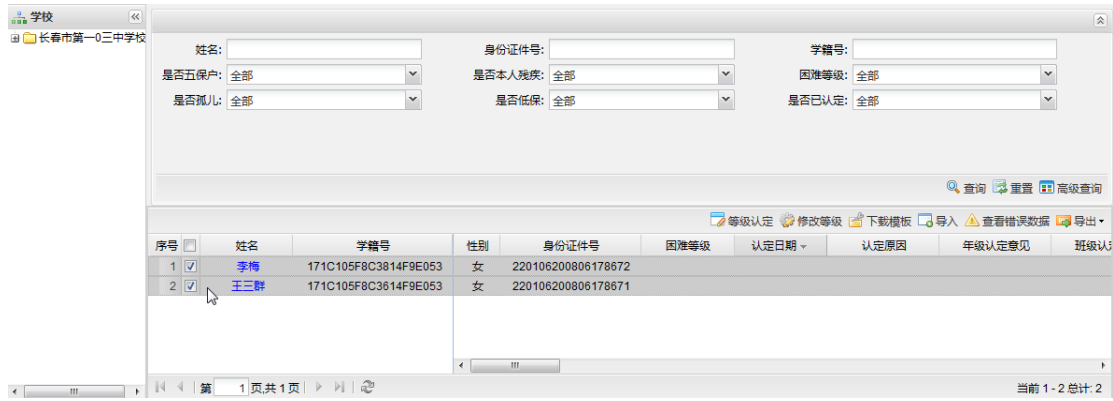 学校
长春市第一0三中学校
姓名:
身份证件号:
学籍号:
是否五保户: 全部
是否本人残疾: 全部
困难等级: 全部
是否孤儿: 全部
是否低保: 全部
是否已认定: 全部
查询 重置 高级查询
等级认定 修改等级 下载模板 导入 查看错误数据 导出
序号 姓名 学籍号 性别 身份证件号 困难等级 认定日期 认定原因 年级认定意见 班级认
1 李梅 171C105F8C3814F9E053 女 220106200806178672
2 王三群 171C105F8C3614F9E053 女 220106200806178671
第 1 页,共 1 页
当前 1 - 2 总计: 2